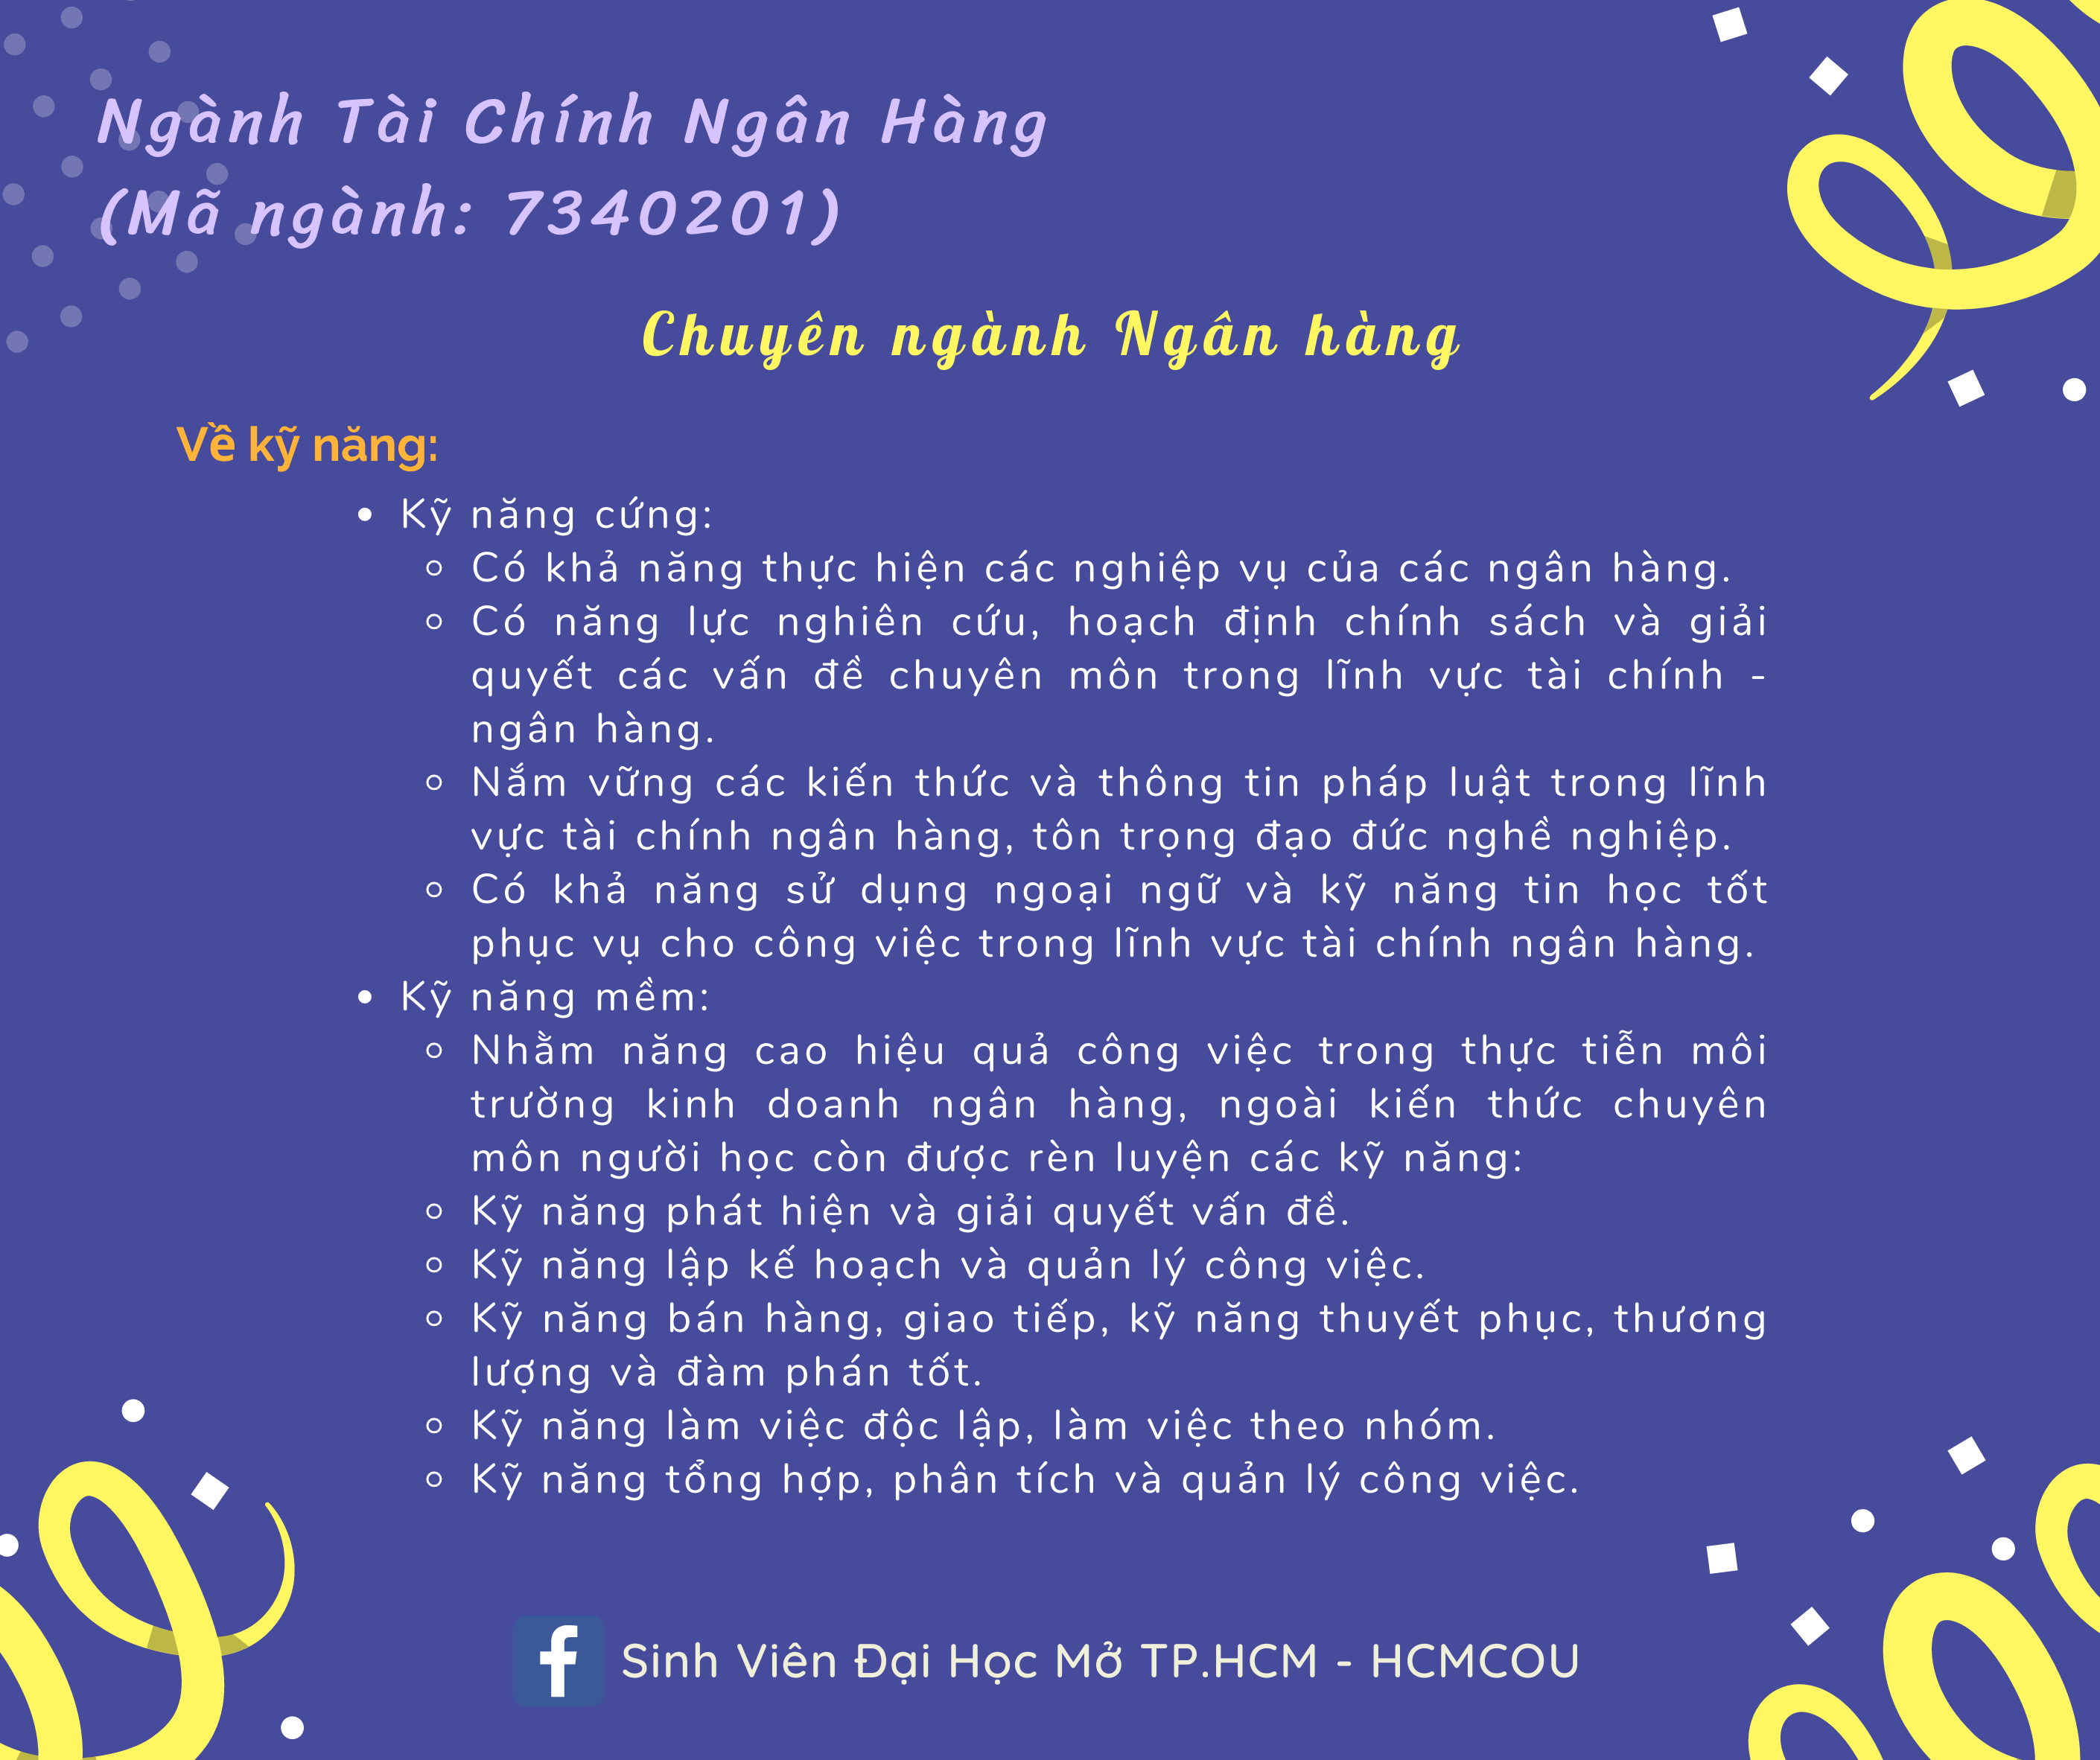 Ngành Tài Chính Ngân Hàng
(Mã ngành: 7340201)
Chuyên ngành Ngân hàng
Về kỹ năng:
Kỹ năng cứng:
Có khả năng thực hiện các nghiệp vụ của các ngân hàng.
Có năng lực nghiên cứu, hoạch định chính sách và giải
quyết các vấn đề chuyên môn trong lĩnh vực tài chính -
ngân hàng.
Nắm vững các kiến thức và thông tin pháp luật trong lĩnh
vực tài chính ngân hàng, tôn trọng đạo đức nghề nghiệp.
Có khả năng sử dụng ngoại ngữ và kỹ năng tin học tốt
phục vụ cho công việc trong lĩnh vực tài chính ngân hàng.
Kỹ năng mềm:
Nhằm năng cao hiệu quả công việc trong thực tiễn môi
trường kinh doanh ngân hàng, ngoài kiến thức chuyên
môn người học còn được rèn luyện các kỹ năng:
Kỹ năng phát hiện và giải quyết vấn đề.
Kỹ năng lập kế hoạch và quản lý công việc.
Kỹ năng bán hàng, giao tiếp, kỹ năng thuyết phục, thương
lượng và đàm phán tốt.
Kỹ năng làm việc độc lập, làm việc theo nhóm.
Kỹ năng tổng hợp, phân tích và quản lý công việc.
Sinh Viên Đại Học Mở TP.HCM - HCMCOU